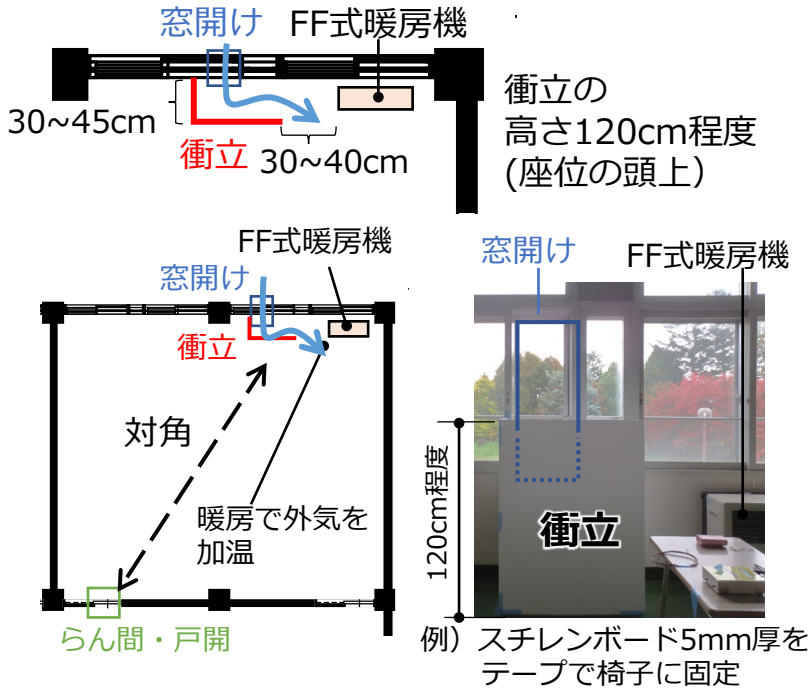 窓開け
FF式暖房機
30~45cm
衝立
30~40cm
衝立の
高さ120cm程度
(座位の頭上）
FF式暖房機
窓開け
衝立
対角
暖房で外気を
加温
らん間・戸開
窓開け
FF式暖房機
120cm程度
衝立
例）スチレンボード5mm厚を
テープで椅子に固定